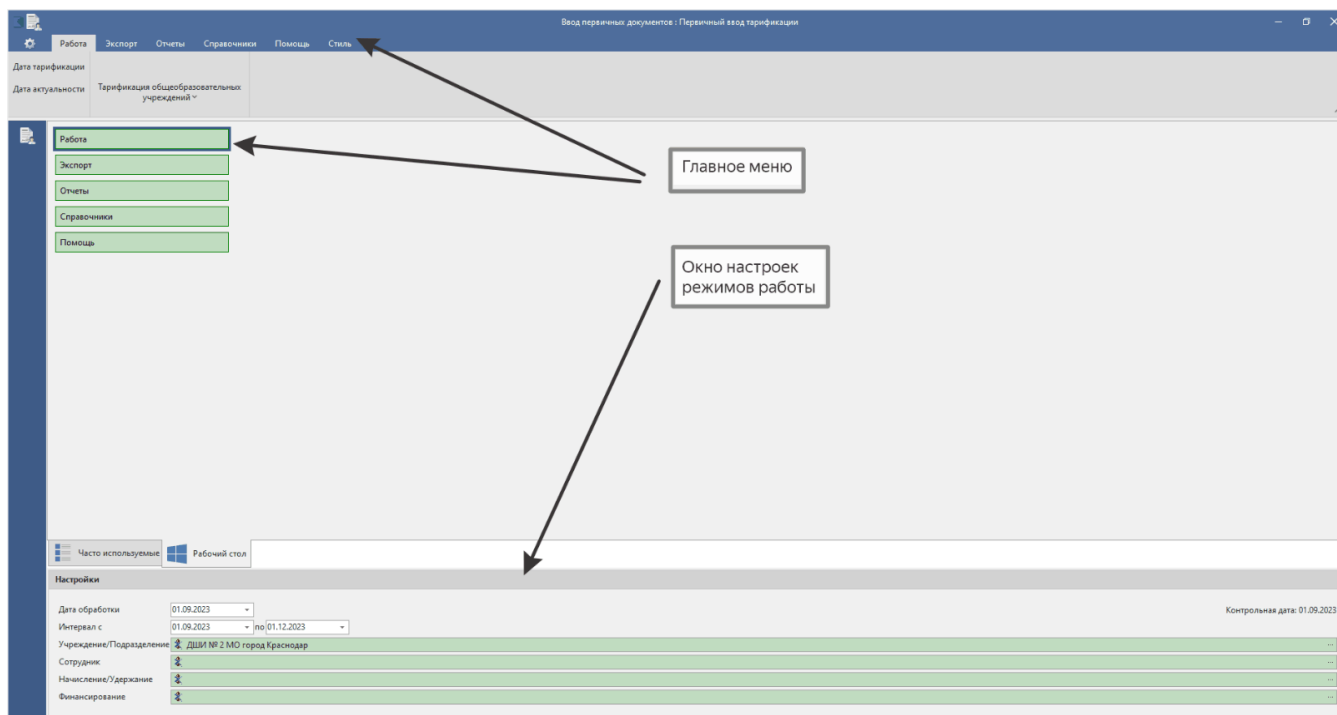 Ввод первичных документов : Первичный ввод тарификации
Работа Экспорт Отчеты Справочники Помощь Стиль
Дата тарификации
Дата актуальности
Тарификация общеобразовательных
учреждений
Работа
Экспорт
Отчеты
Справочники
Помощь
Главное меню
Окно настроек
режимов работы
Часто используемые Рабочий стол
Настройки
Дата обработки 01.09.2023 Контрольная дата: 01.09.2023
Интервал с 01.09.2023 по 01.12.2023
Учреждение/Подразделение ДШИ № 2 МО город Краснодар
Сотрудник
Начисление/Удержание
Финансирование